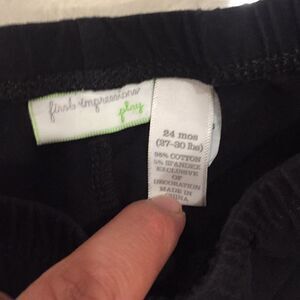 first impressions
play
24 mos
(27-30 lbs)
95% COTTON
5% SPANDEX
EXCLUSIVE
OF
DECORATION
MADE IN
CHINA